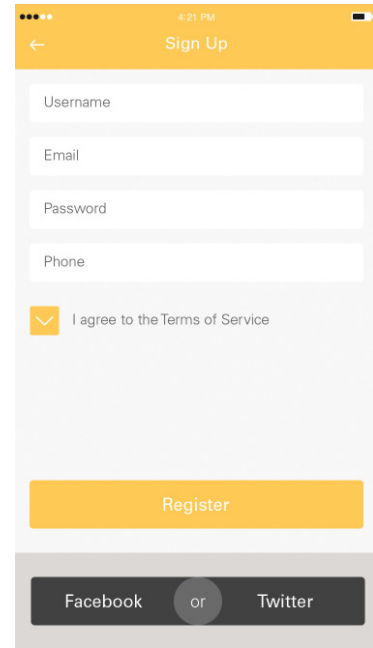 4:21 PM
Sign Up
Username
Email
Password
Phone
I agree to the Terms of Service
Register
Facebook or Twitter